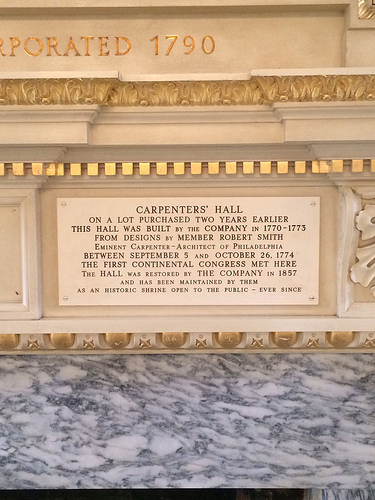 RPORATED 1790
CARPENTERS' HALL
ON A LOT PURCHASED TWO YEARS EARLIER
THIS HALL WAS BUILT BY THE COMPANY IN 1770-1773
FROM DESIGNS BY MEMBER ROBERT SMITH
EMINENT CARPENTER-ARCHITECT OF PHILADELPHIA
BETWEEN SEPTEMBER 5 AND OCTOBER 26, 1774
THE FIRST CONTINENTAL CONGRESS MET HERE
THE HALL WAS RESTORED BY THE COMPANY IN 1857
AND HAS BEEN MAINTAINED BY THEM
AS AN HISTORIC SHRINE OPEN TO THE PUBLIC - EVER SINCE